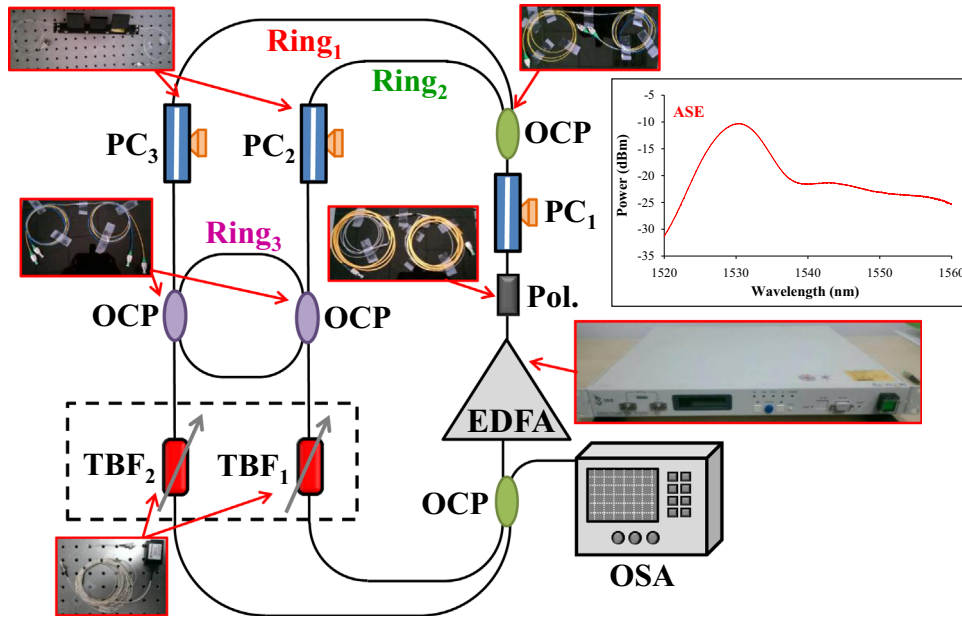 Ring1
Ring2
OCP
PC3
PC2
PC1
Ring3
OCP
OCP
Pol.
EDFA
TBF2
TBF1
OCP
OSA
ASE
Power (dBm)
-5
-10
-15
-20
-25
-30
-35
1520
1530
1540
1550
1560
Wavelength (nm)